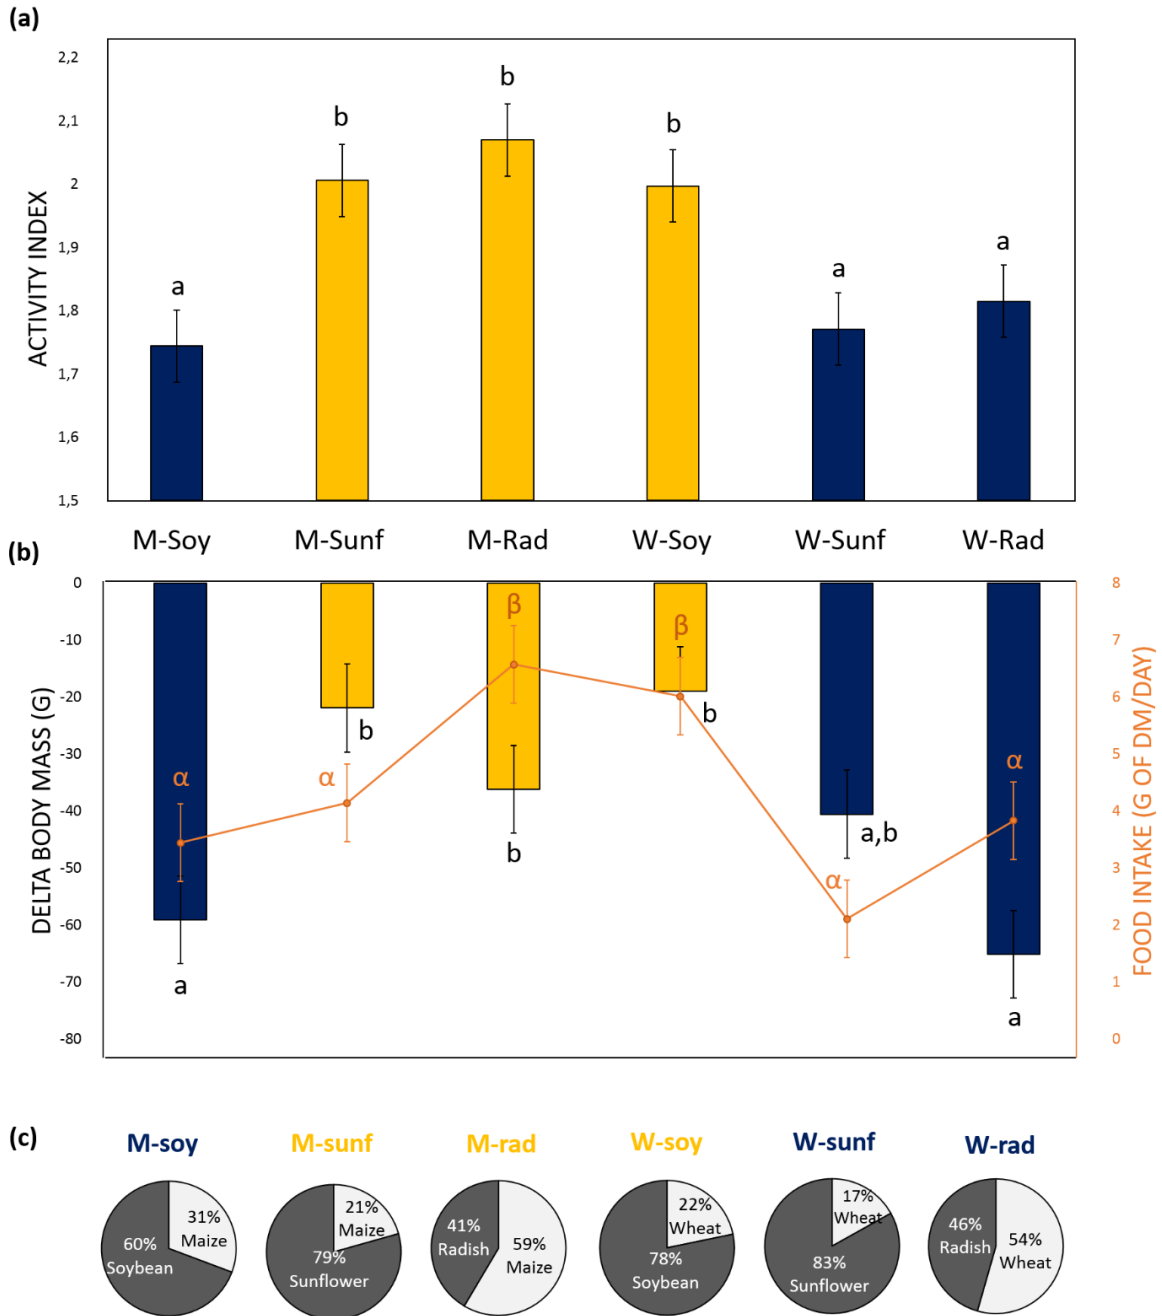 (a)
ACTIVITY INDEX
2,2
2,1
2
1,9
1,8
1,7
1,6
1,5
a
b
b
b
a
a
M-Soy M-Sunf M-Rad W-Soy W-Sunf W-Rad
(b)
DELTA BODY MASS (G)
0
-10
-20
-30
-40
-50
-60
-70
-80
α
α
β
β
α
α
a
b
b
b
a,b
a
8
7
6
5
4
3
2
1
0
FOOD INTAKE (G OF DM/DAY)
(c)
M-soy M-sunf M-rad W-soy W-sunf W-rad
31%
Maize
60%
Soybean
21%
Maize
79%
Sunflower
41%
Radish
59%
Maize
22%
Wheat
78%
Soybean
17%
Wheat
83%
Sunflower
46%
Radish
54%
Wheat